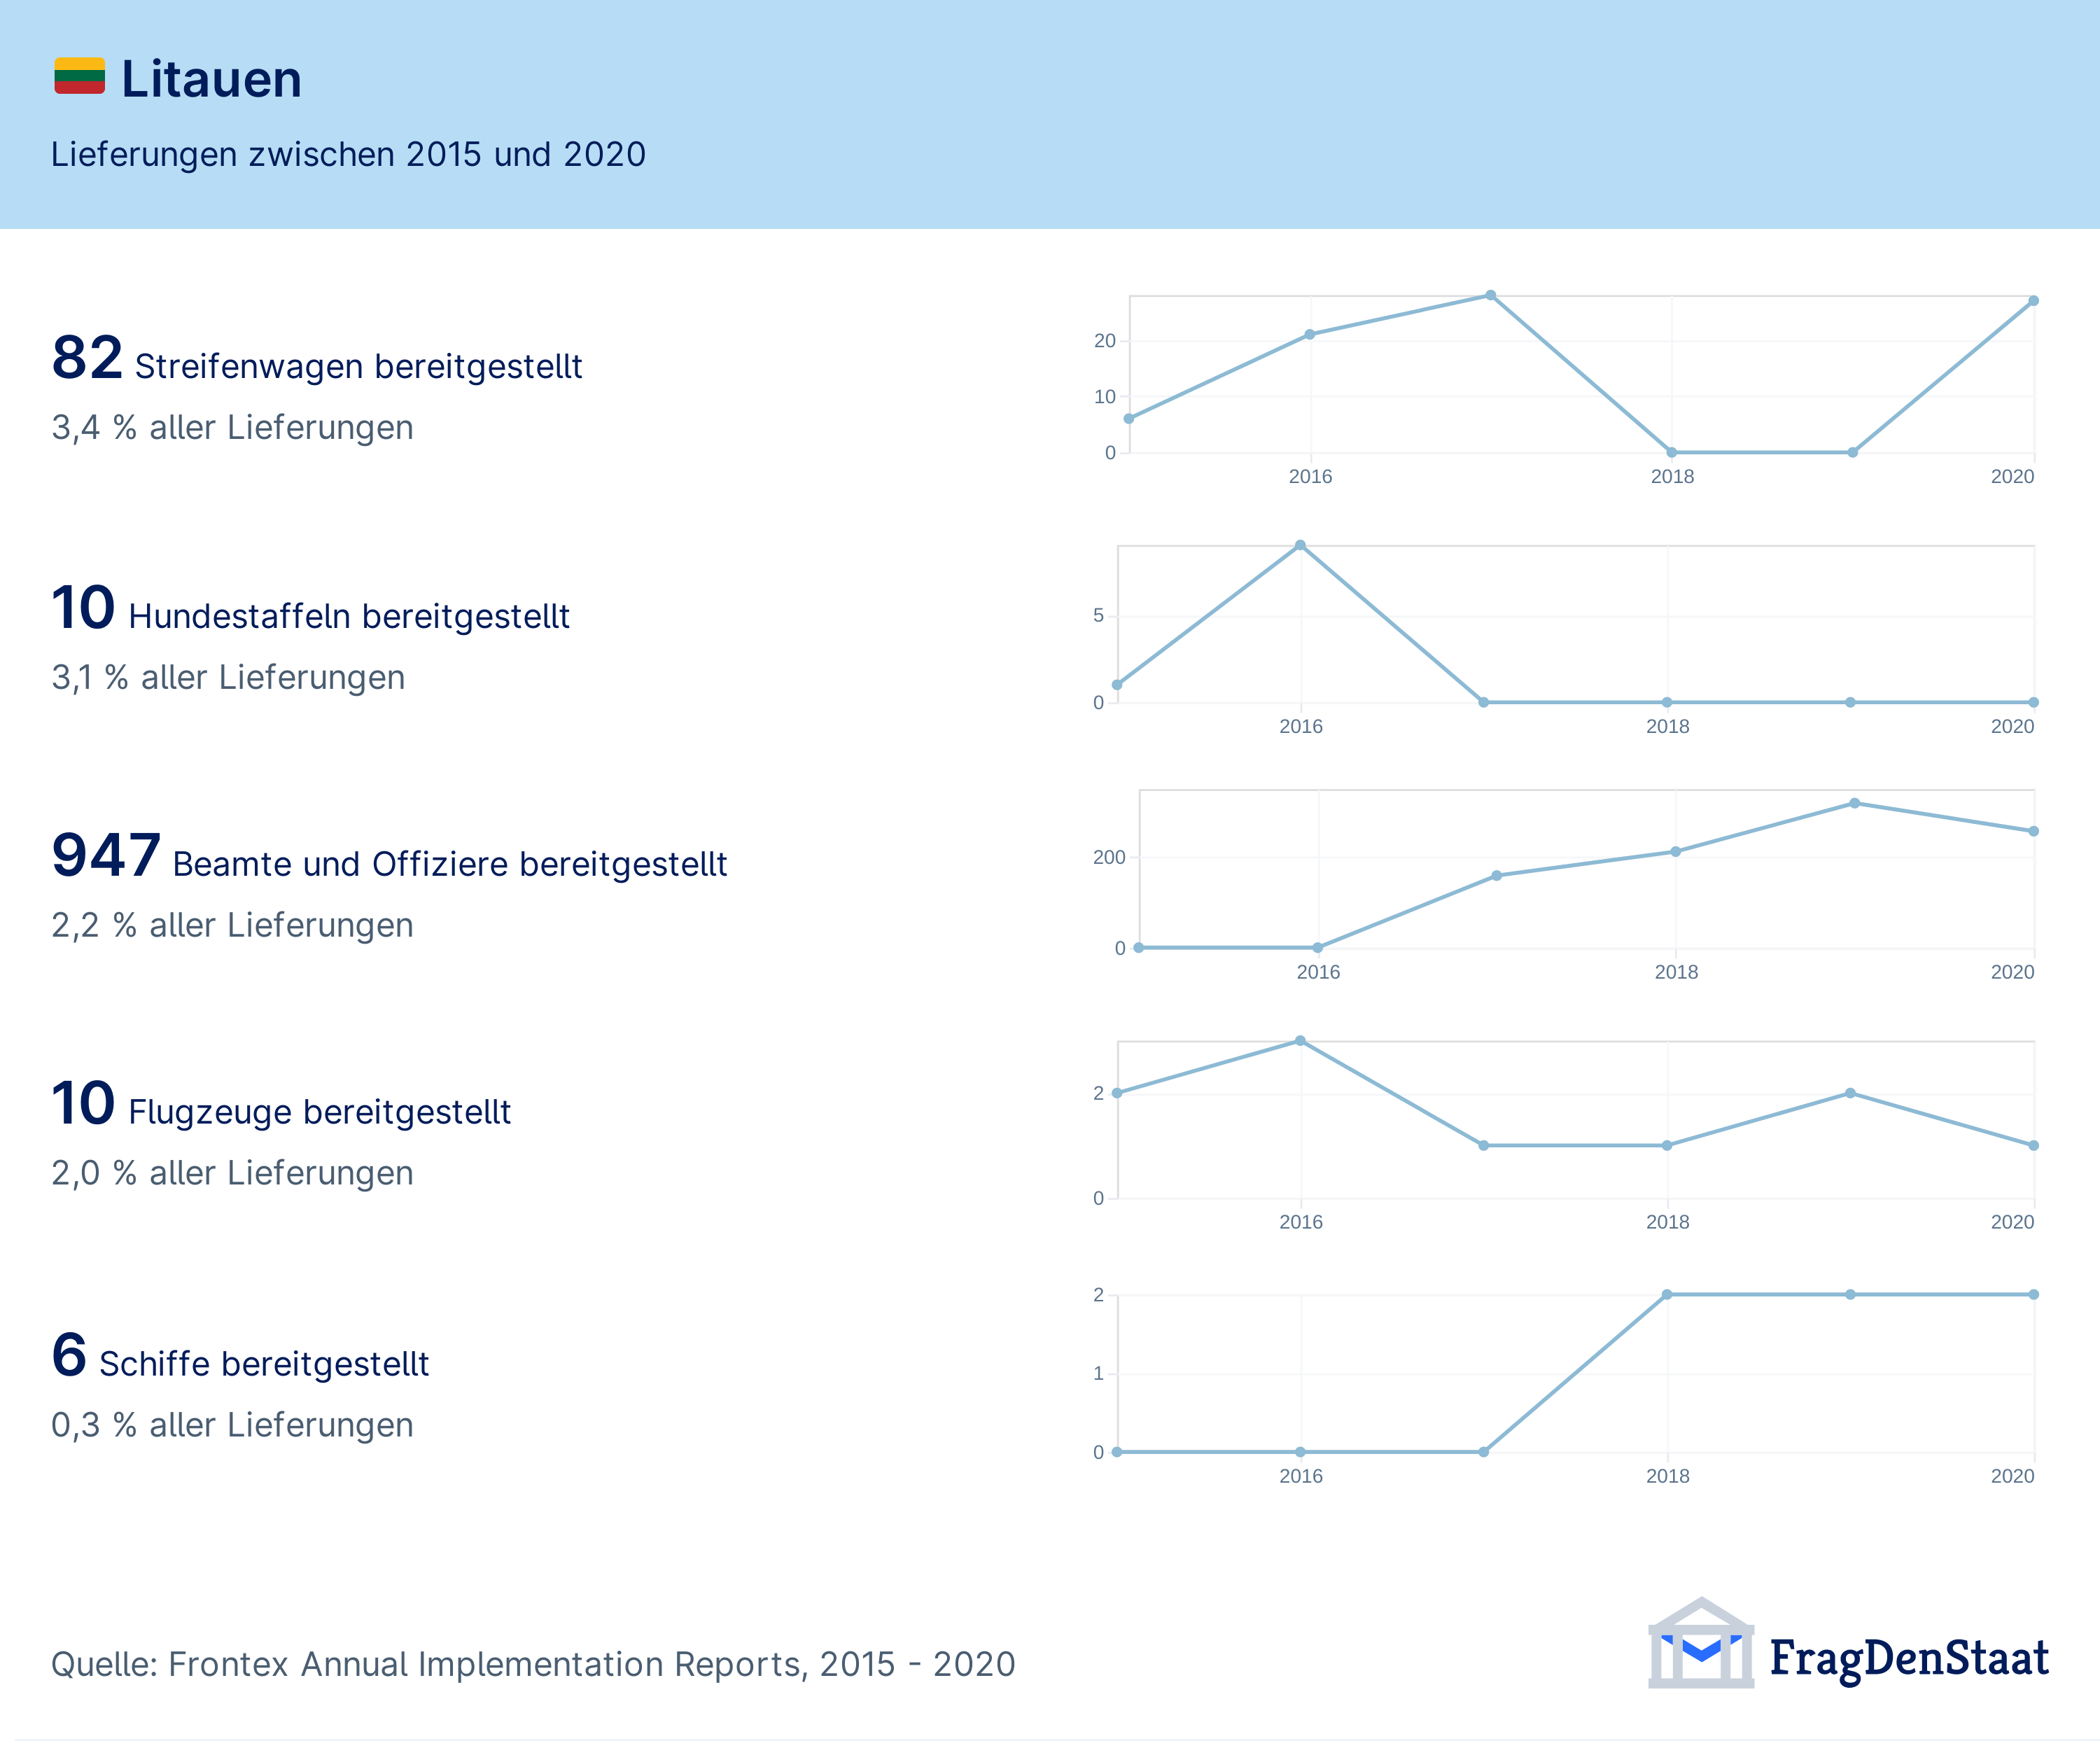 Litauen
Lieferungen zwischen 2015 und 2020
82 Streifenwagen bereitgestellt
3,4 % aller Lieferungen
20
10
0
2016 2018 2020
10 Hundestaffeln bereitgestellt
3,1 % aller Lieferungen
5
0
2016 2018 2020
947 Beamte und Offiziere bereitgestellt
2,2 % aller Lieferungen
200
0
2016 2018 2020
10 Flugzeuge bereitgestellt
2,0 % aller Lieferungen
2
0
2016 2018 2020
6 Schiffe bereitgestellt
0,3 % aller Lieferungen
2
1
0
2016 2018 2020
Quelle: Frontex Annual Implementation Reports, 2015 - 2020
FragDenStaat